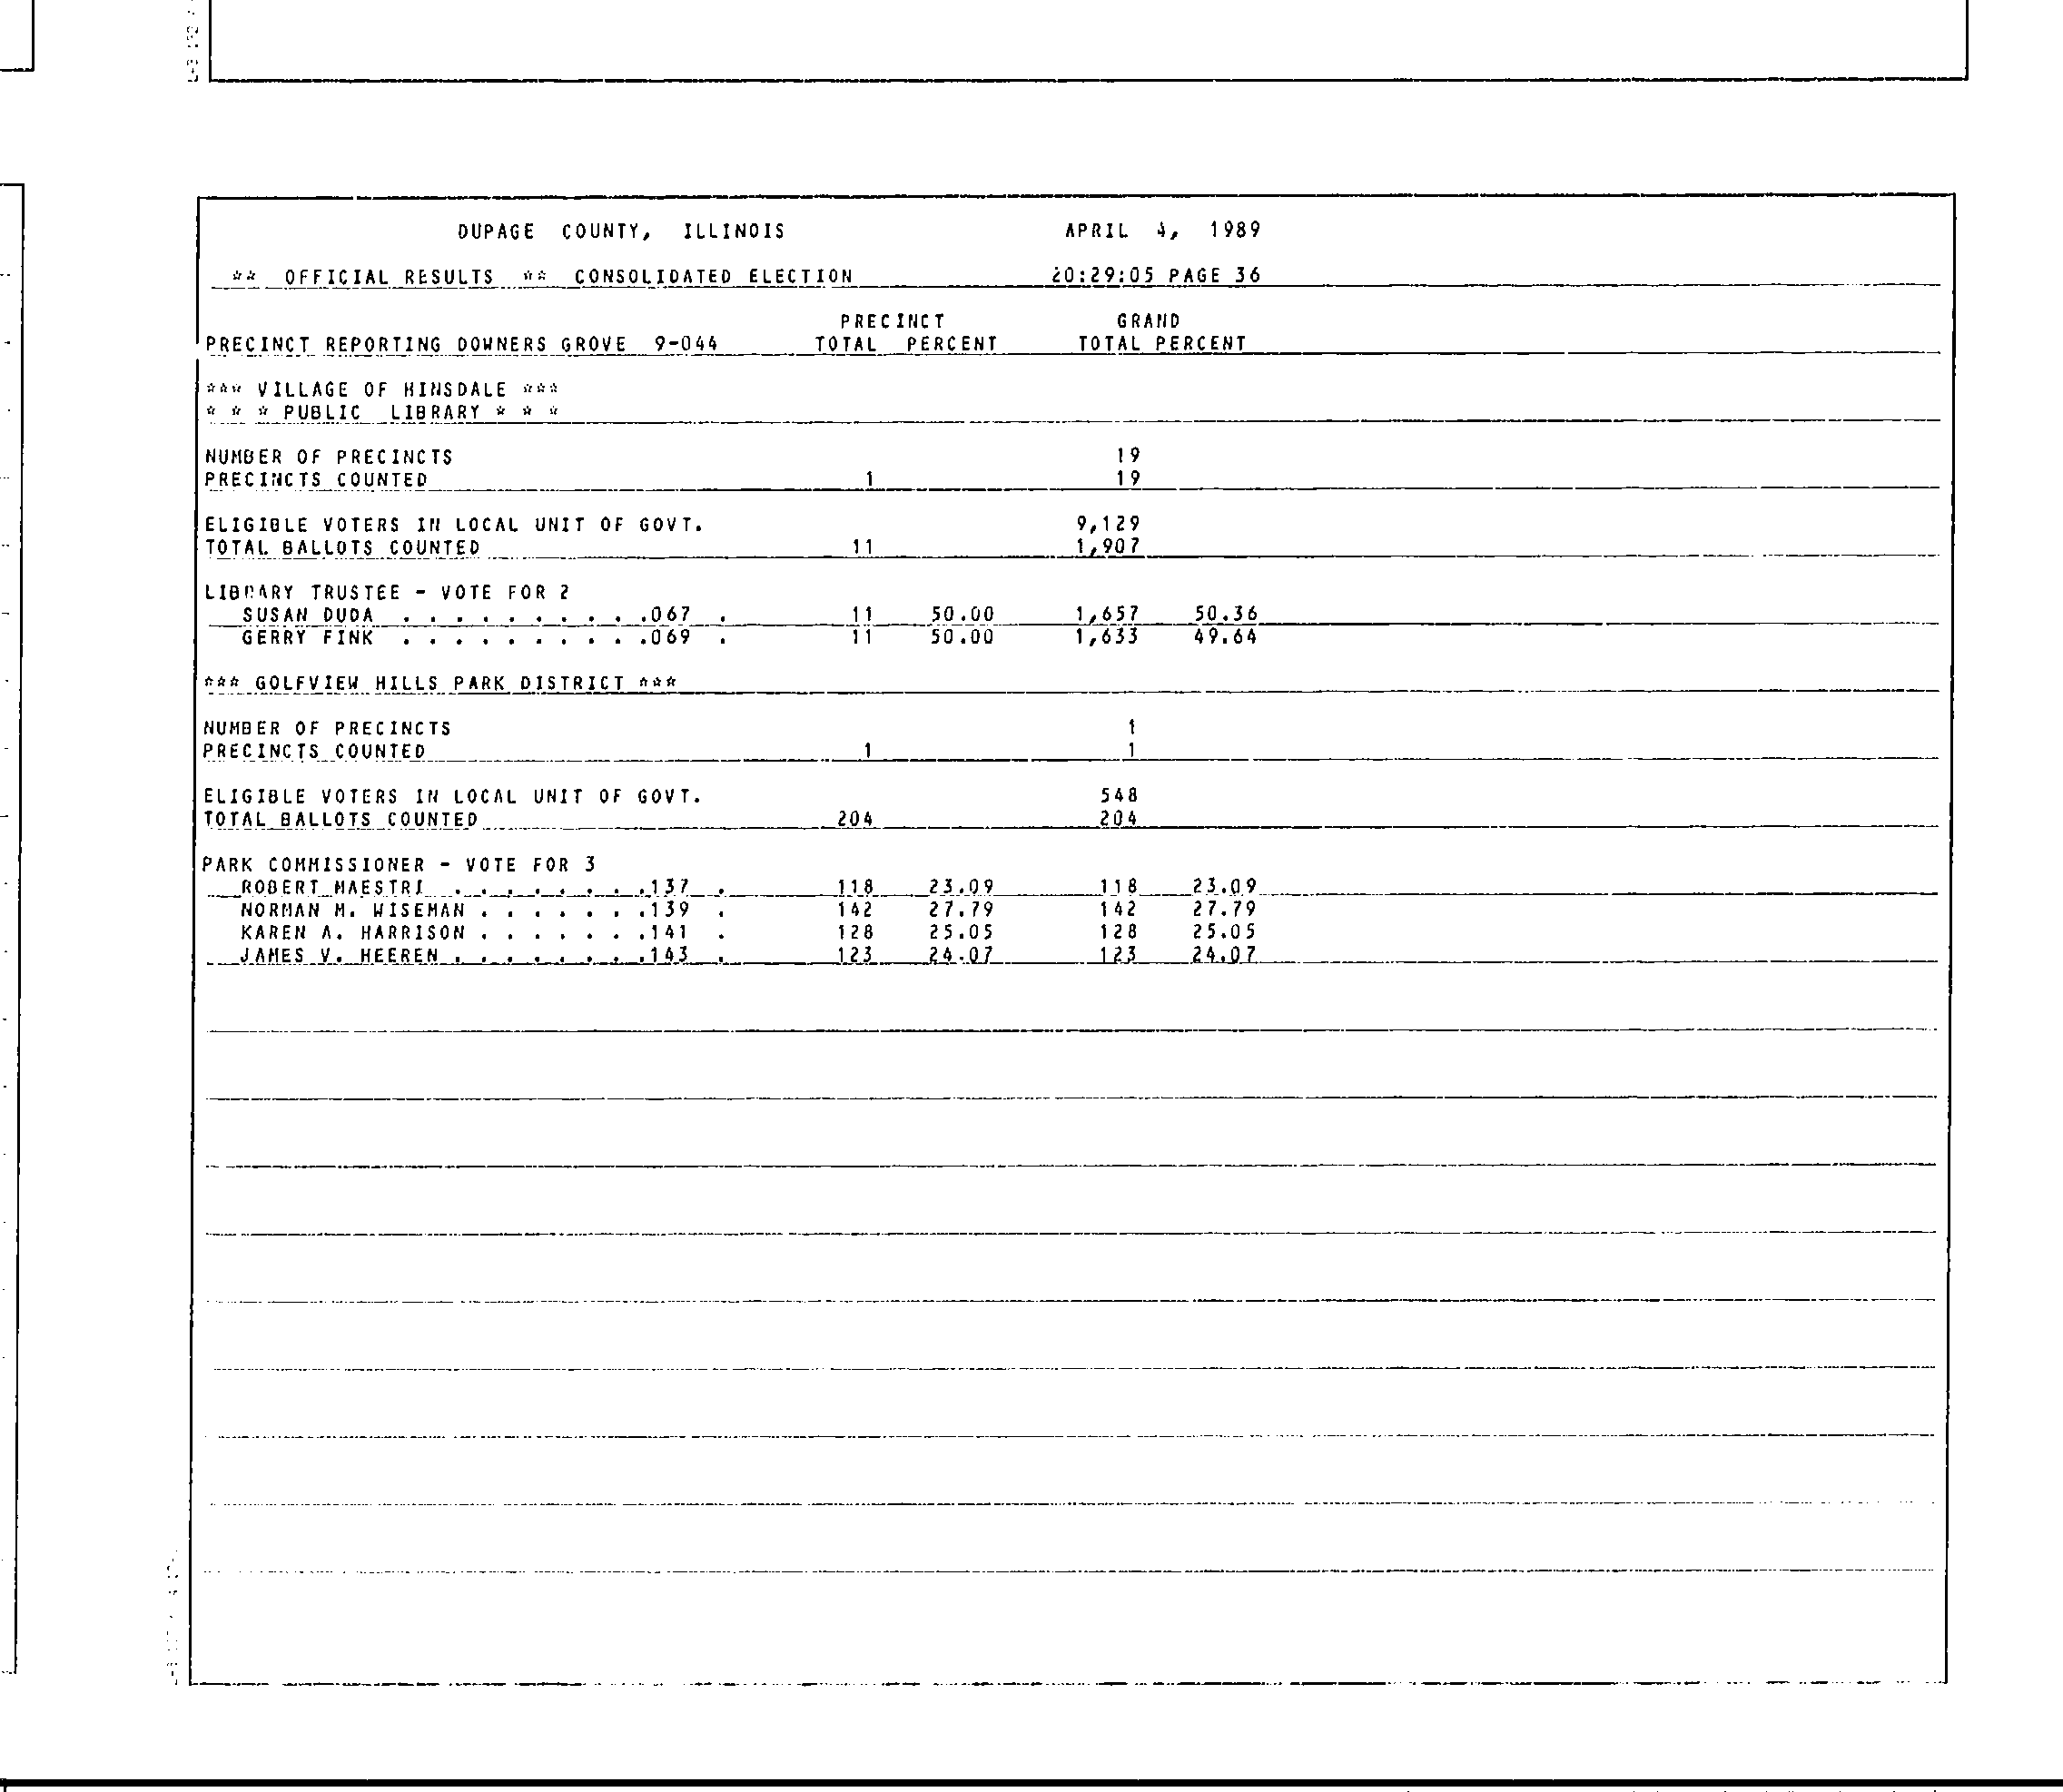 DUPAGE COUNTY, ILLINOIS APRIL 4, 1989
** OFFICIAL RESULTS ** CONSOLIDATED ELECTION 20:29:05 PAGE 36
PRECINCT GRAND
PRECINCT REPORTING DOWNERS GROVE 9-044 TOTAL PERCENT TOTAL PERCENT
*** VILLAGE OF HINSDALE ***
* * * PUBLIC LIBRARY * * *
NUMBER OF PRECINCTS 19
PRECINCTS COUNTED 1 19
ELIGIBLE VOTERS IN LOCAL UNIT OF GOVT. 9,129
TOTAL BALLOTS COUNTED 11 1,907
LIBRARY TRUSTEE - VOTE FOR 2
SUSAN DUDA . . . . . . . . . .067 . 11 50.00 1,657 50.36
GERRY FINK . . . . . . . . . .069 . 11 50.00 1,633 49.64
*** GOLFVIEW HILLS PARK DISTRICT ***
NUMBER OF PRECINCTS 1
PRECINCTS COUNTED 1 1
ELIGIBLE VOTERS IN LOCAL UNIT OF GOVT. 548
TOTAL BALLOTS COUNTED 204 204
PARK COMMISSIONER - VOTE FOR 3
ROBERT MAESTRI . . . . . . . .137 . 118 23.09 118 23.09
NORMAN M. WISEMAN . . . . . . .139 . 142 27.79 142 27.79
KAREN A. HARRISON . . . . . . .141 . 128 25.05 128 25.05
JAMES V. HEEREN . . . . . . . .143 . 123 24.07 123 24.07